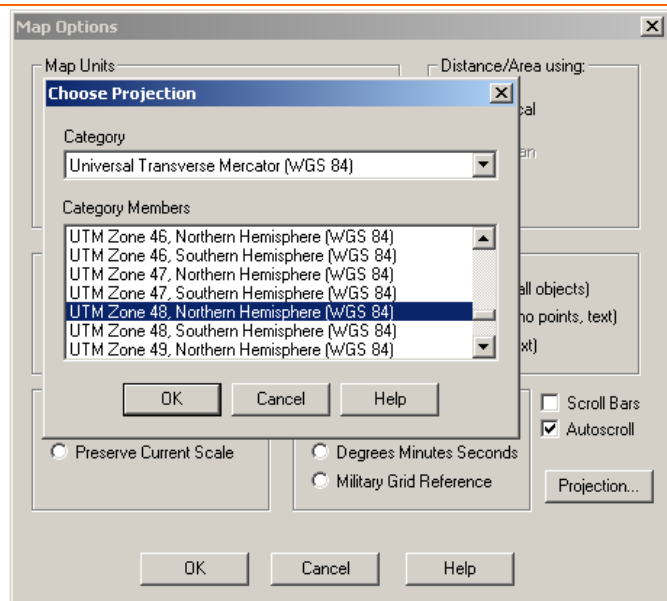 Map Options
Map Units
Distance/Area using:
Choose Projection
Category
Universal Transverse Mercator (WGS 84)
Category Members
UTM Zone 46, Northern Hemisphere (WGS 84)
UTM Zone 46, Southern Hemisphere (WGS 84)
UTM Zone 47, Northern Hemisphere (WGS 84)
UTM Zone 47, Southern Hemisphere (WGS 84)
UTM Zone 48, Northern Hemisphere (WGS 84)
UTM Zone 48, Southern Hemisphere (WGS 84)
UTM Zone 49, Northern Hemisphere (WGS 84)
OK Cancel Help
all objects)
no points, text)
Scroll Bars
Autoscroll
Preserve Current Scale
Degrees Minutes Seconds
Military Grid Reference
Projection...
OK Cancel Help